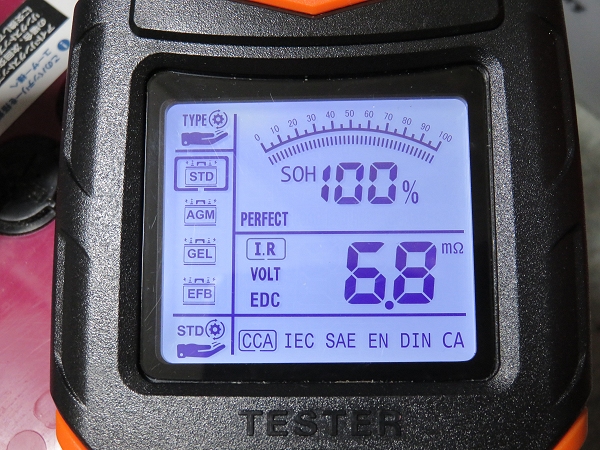 TYPE
0 10 20 30 40 50 60 70 80 90 100
STD
SOH 100%
AGM
PERFECT
GEL
I.R
6.8 mΩ
VOLT
EFB
EDC
STD
CCA IEC SAE EN DIN CA
TESTER